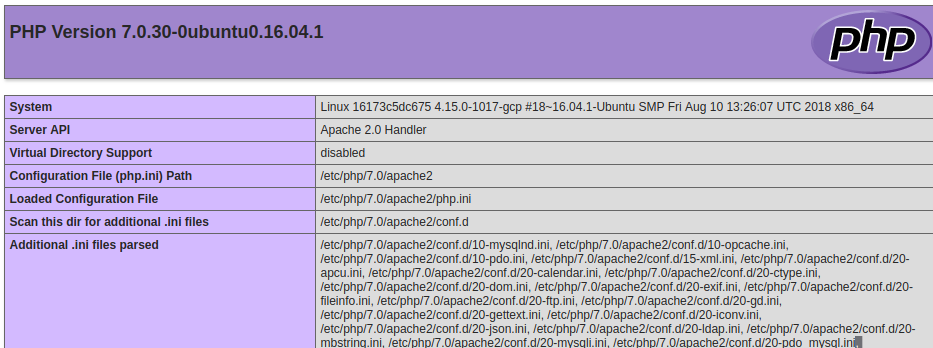 PHP Version 7.0.30-0ubuntu0.16.04.1
php
System Linux 16173c5dc675 4.15.0-1017-gcp #18~16.04.1-Ubuntu SMP Fri Aug 10 13:26:07 UTC 2018 x86_64
Server API Apache 2.0 Handler
Virtual Directory Support disabled
Configuration File (php.ini) Path /etc/php/7.0/apache2
Loaded Configuration File /etc/php/7.0/apache2/php.ini
Scan this dir for additional .ini files /etc/php/7.0/apache2/conf.d
Additional .ini files parsed /etc/php/7.0/apache2/conf.d/10-mysqlnd.ini, /etc/php/7.0/apache2/conf.d/10-opcache.ini,
/etc/php/7.0/apache2/conf.d/10-pdo.ini, /etc/php/7.0/apache2/conf.d/15-xml.ini, /etc/php/7.0/apache2/conf.d/20-
apcu.ini, /etc/php/7.0/apache2/conf.d/20-calendar.ini, /etc/php/7.0/apache2/conf.d/20-ctype.ini,
/etc/php/7.0/apache2/conf.d/20-dom.ini, /etc/php/7.0/apache2/conf.d/20-exif.ini, /etc/php/7.0/apache2/conf.d/20-
fileinfo.ini, /etc/php/7.0/apache2/conf.d/20-ftp.ini, /etc/php/7.0/apache2/conf.d/20-gd.ini,
/etc/php/7.0/apache2/conf.d/20-gettext.ini, /etc/php/7.0/apache2/conf.d/20-iconv.ini,
/etc/php/7.0/apache2/conf.d/20-json.ini, /etc/php/7.0/apache2/conf.d/20-ldap.ini, /etc/php/7.0/apache2/conf.d/20-
mbstring.ini, /etc/php/7.0/apache2/conf.d/20-mysqli.ini, /etc/php/7.0/apache2/conf.d/20-pdo_mysql.ini,